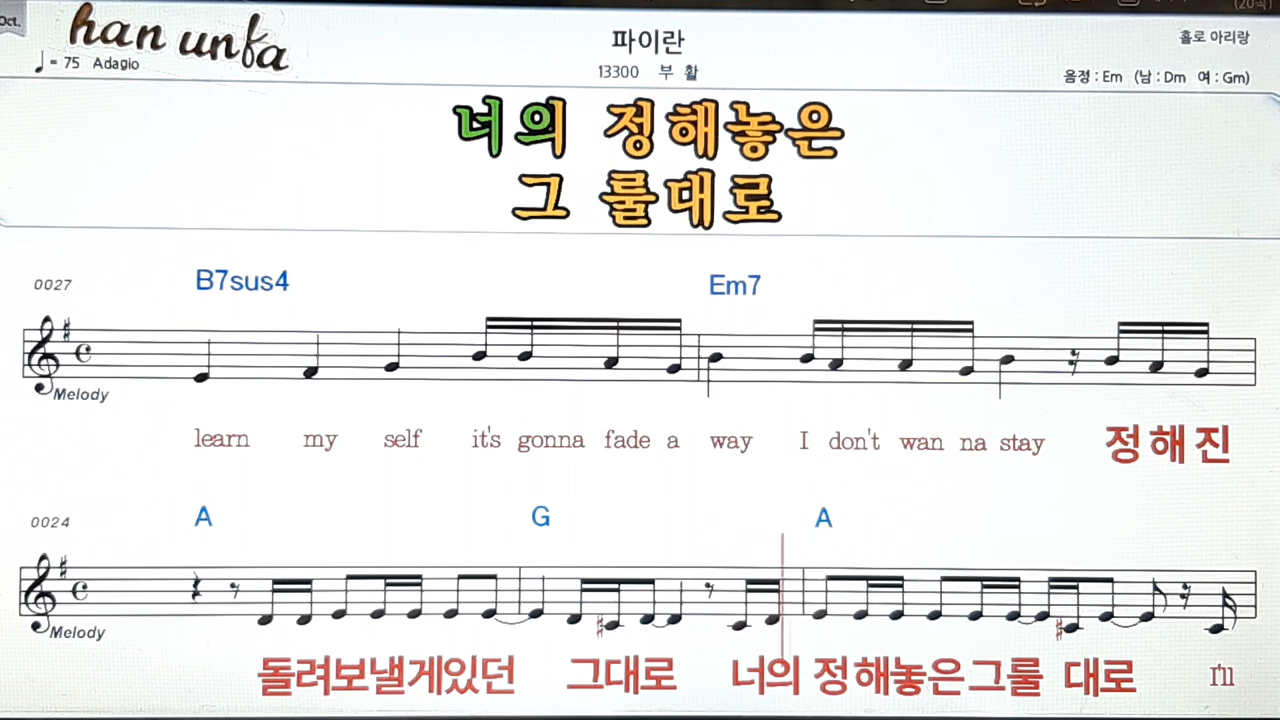 Oct.
han unfa
♩= 75 Adagio
파이란
13300 부 활
홀로 아리랑
음정 : Em (남 : Dm 여 : Gm)
너의 정해놓은
그 룰대로
0027
B7sus4 Em7
Melody
learn my self it's gonna fade a way I don't wan na stay 정해진
0024
A G A
Melody
돌려보낼게있던 그대로 너의 정해놓은그룰 대로 I'll